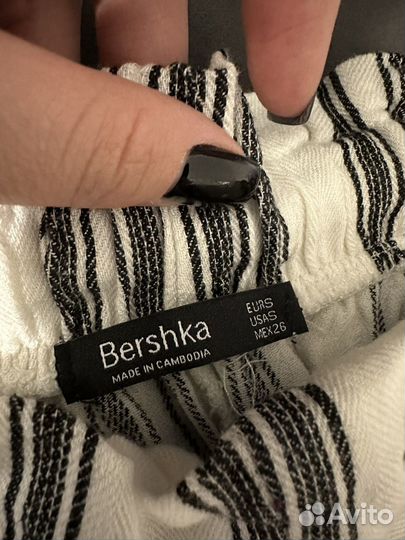 Bershka
MADE IN CAMBODIA
EUR S
USA S
MEX 26
Avito